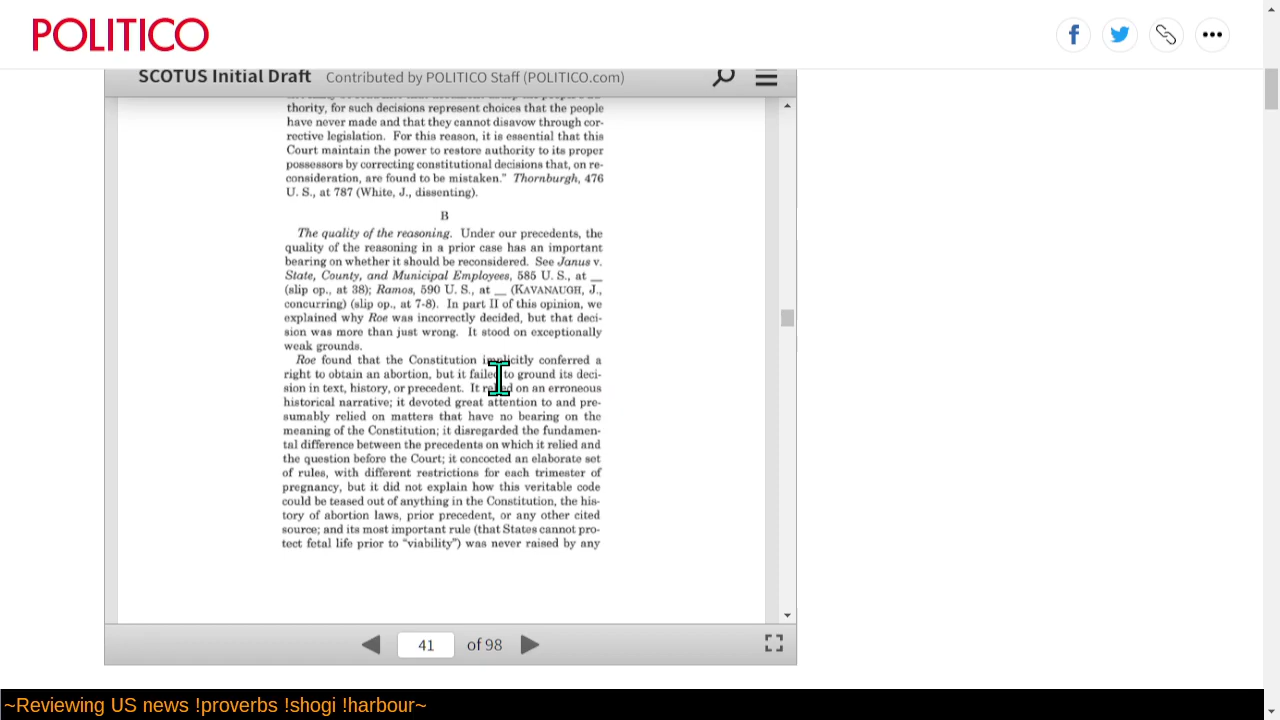 POLITICO
SCOTUS Initial Draft Contributed by POLITICO Staff (POLITICO.com)
thority, for such decisions represent choices that the people
have never made and that they cannot disavow through cor-
rective legislation. For this reason, it is essential that this
Court maintain the power to restore authority to its proper
possessors by correcting constitutional decisions that, on re-
consideration, are found to be mistaken." Thornburgh, 476
U. S., at 787 (White, J., dissenting).
B
The quality of the reasoning. Under our precedents, the
quality of the reasoning in a prior case has an important
bearing on whether it should be reconsidered. See Janus v.
State, County, and Municipal Employees, 585 U. S., at __
(slip op., at 38); Ramos, 590 U. S., at __ (KAVANAUGH, J.,
concurring) (slip op., at 7-8). In part II of this opinion, we
explained why Roe was incorrectly decided, but that deci-
sion was more than just wrong. It stood on exceptionally
weak grounds.
Roe found that the Constitution implicitly conferred a
right to obtain an abortion, but it failed to ground its deci-
sion in text, history, or precedent. It relied on an erroneous
historical narrative; it devoted great attention to and pre-
sumably relied on matters that have no bearing on the
meaning of the Constitution; it disregarded the fundamen-
tal difference between the precedents on which it relied and
the question before the Court; it concocted an elaborate set
of rules, with different restrictions for each trimester of
pregnancy, but it did not explain how this veritable code
could be teased out of anything in the Constitution, the his-
tory of abortion laws, prior precedent, or any other cited
source; and its most important rule (that States cannot pro-
tect fetal life prior to "viability") was never raised by any
41 of 98
~Reviewing US news !proverbs !shogi !harbour~